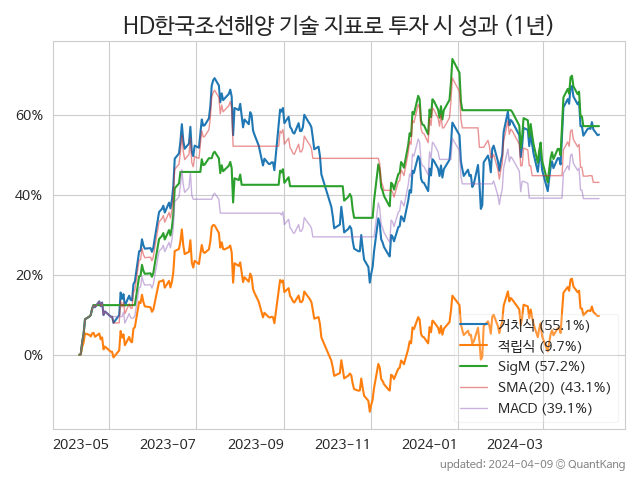 HD한국조선해양 기술 지표로 투자 시 성과 (1년)
60%
40%
20%
0%
거치식 (55.1%)
적립식 (9.7%)
SigM (57.2%)
SMA(20) (43.1%)
MACD (39.1%)
2023-05 2023-07 2023-09 2023-11 2024-01 2024-03
updated: 2024-04-09 ⓒ QuantKang